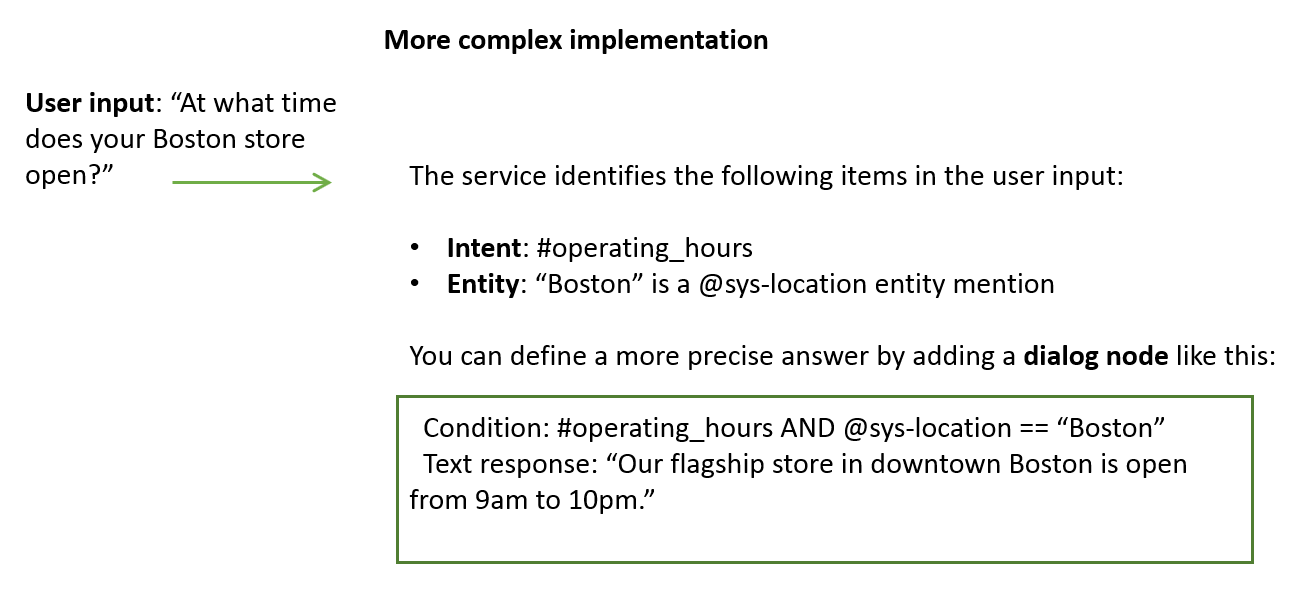 More complex implementation
User input: “At what time
does your Boston store
open?”
The service identifies the following items in the user input:
• Intent: #operating_hours
• Entity: “Boston” is a @sys-location entity mention
You can define a more precise answer by adding a dialog node like this:
Condition: #operating_hours AND @sys-location == “Boston”
Text response: “Our flagship store in downtown Boston is open
from 9am to 10pm.”